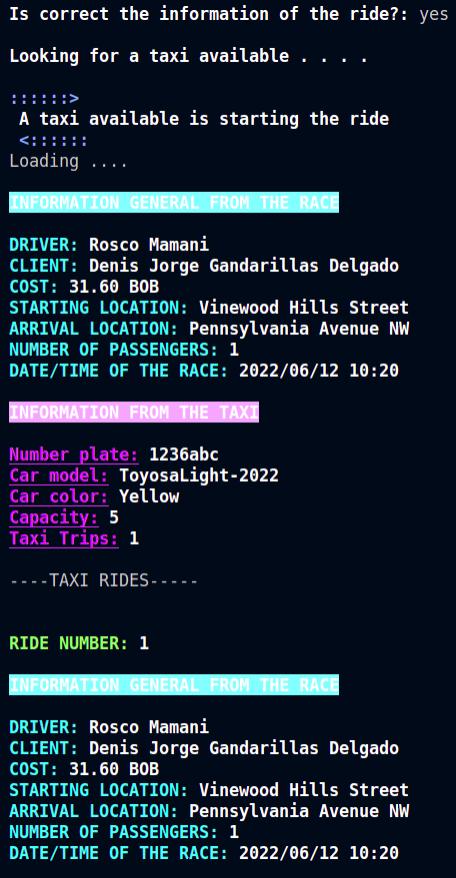 Is correct the information of the ride?: yes
Looking for a taxi available . . . .
::::::>
A taxi available is starting the ride
<::::::
Loading ....
INFORMATION GENERAL FROM THE RACE
DRIVER: Rosco Mamani
CLIENT: Denis Jorge Gandarillas Delgado
COST: 31.60 BOB
STARTING LOCATION: Vinewood Hills Street
ARRIVAL LOCATION: Pennsylvania Avenue NW
NUMBER OF PASSENGERS: 1
DATE/TIME OF THE RACE: 2022/06/12 10:20
INFORMATION FROM THE TAXI
Number plate: 1236abc
Car model: ToyosaLight-2022
Car color: Yellow
Capacity: 5
Taxi Trips: 1
----TAXI RIDES-----
RIDE NUMBER: 1
INFORMATION GENERAL FROM THE RACE
DRIVER: Rosco Mamani
CLIENT: Denis Jorge Gandarillas Delgado
COST: 31.60 BOB
STARTING LOCATION: Vinewood Hills Street
ARRIVAL LOCATION: Pennsylvania Avenue NW
NUMBER OF PASSENGERS: 1
DATE/TIME OF THE RACE: 2022/06/12 10:20